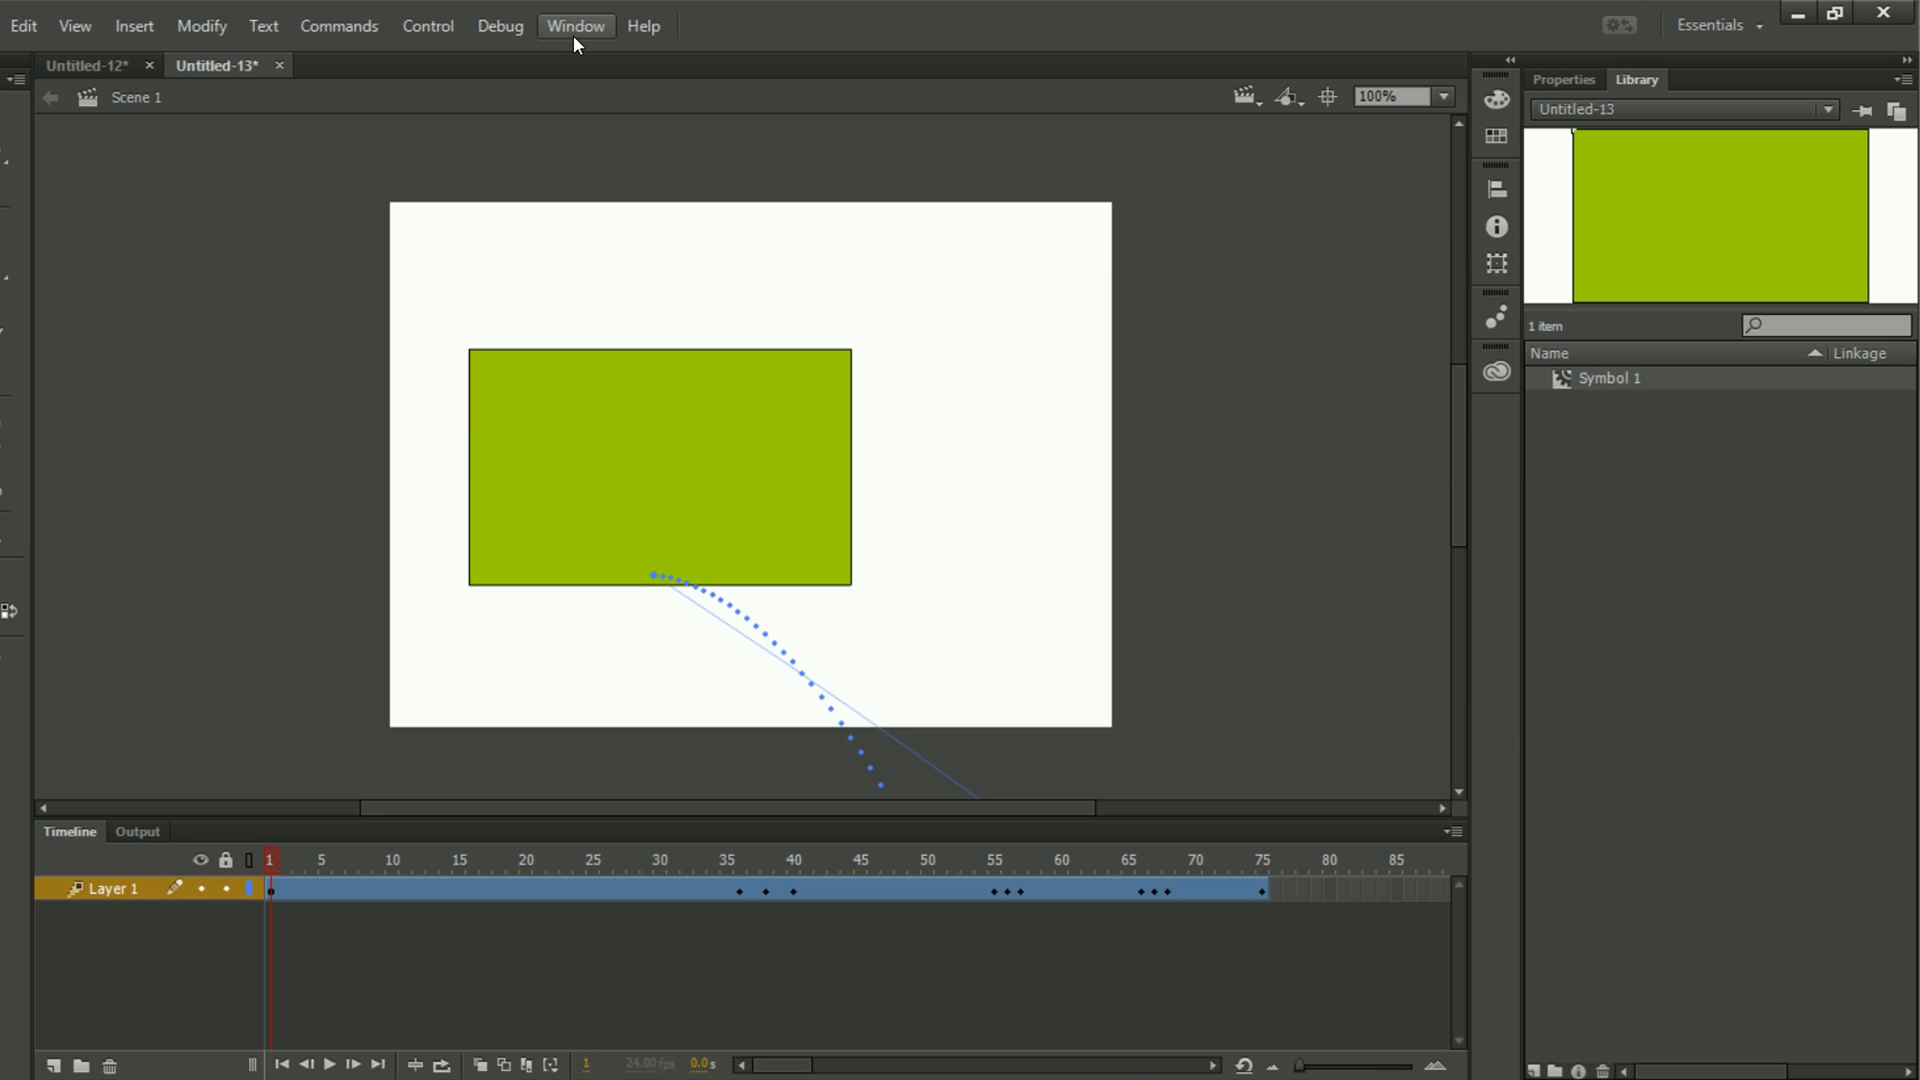 Edit View Insert Modify Text Commands Control Debug Window Help Essentials
Untitled-12* Untitled-13* Properties Library
Scene 1 100% Untitled-13
1 item
Name Linkage
Symbol 1
Timeline Output
1 5 10 15 20 25 30 35 40 45 50 55 60 65 70 75 80 85
Layer 1
1 24.00 fps 0.0 s